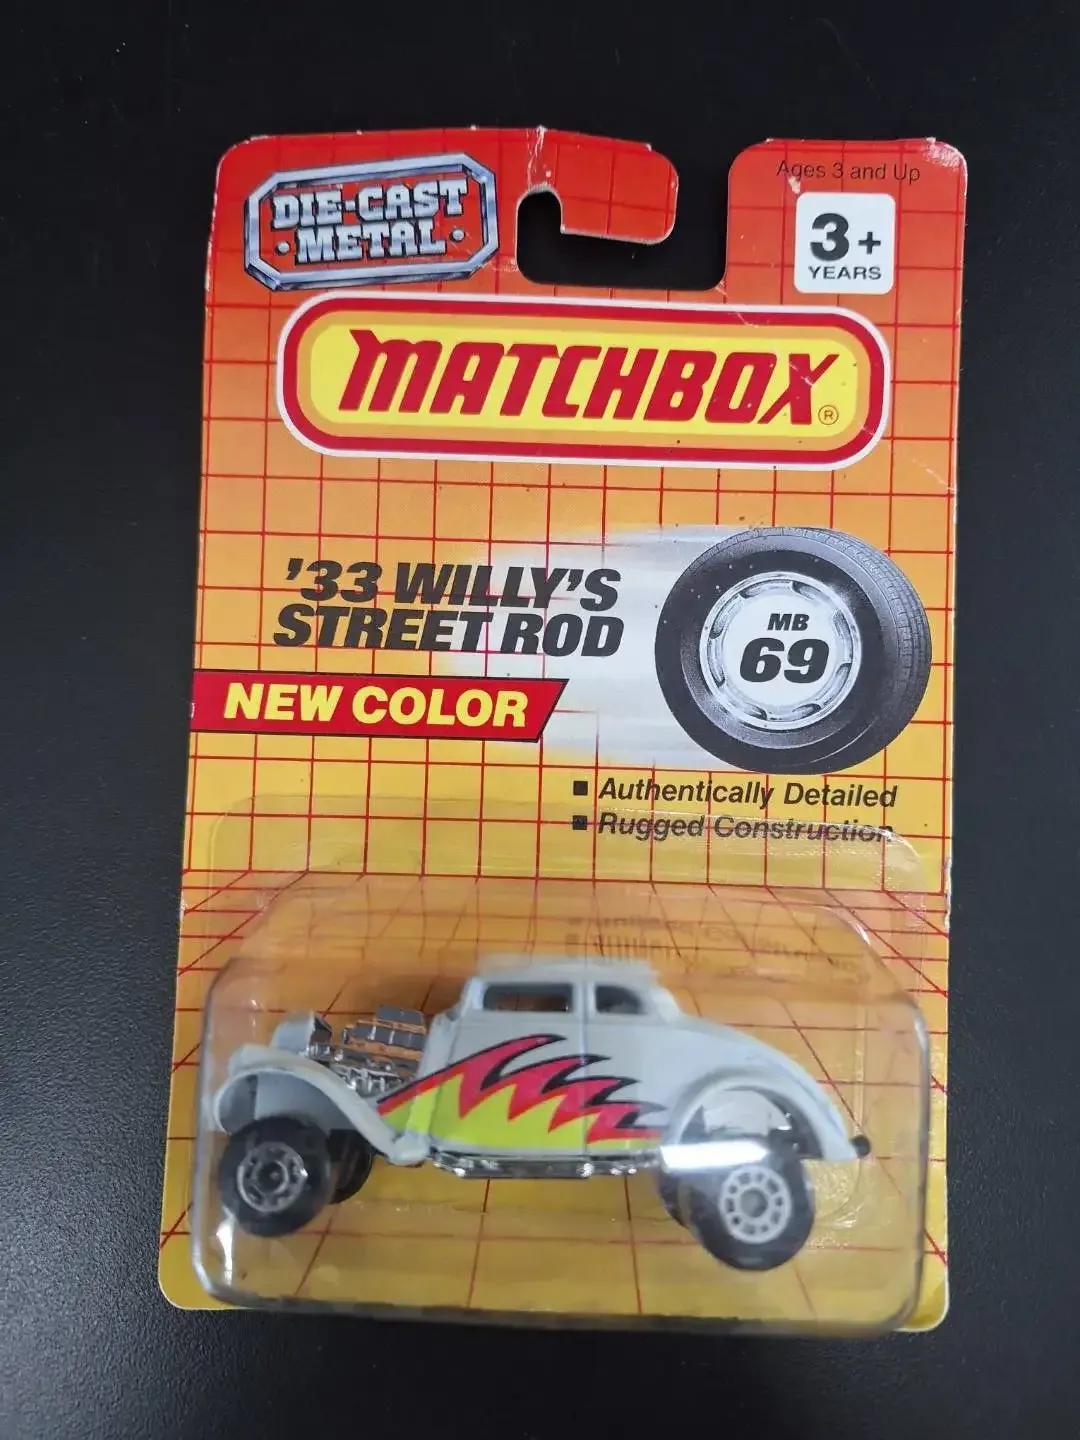 Ages 3 and Up
DIE-CAST
METAL
3+
YEARS
MATCHBOX®
'33 WILLY'S
STREET ROD
MB
69
NEW COLOR
■ Authentically Detailed
■ Rugged Construction